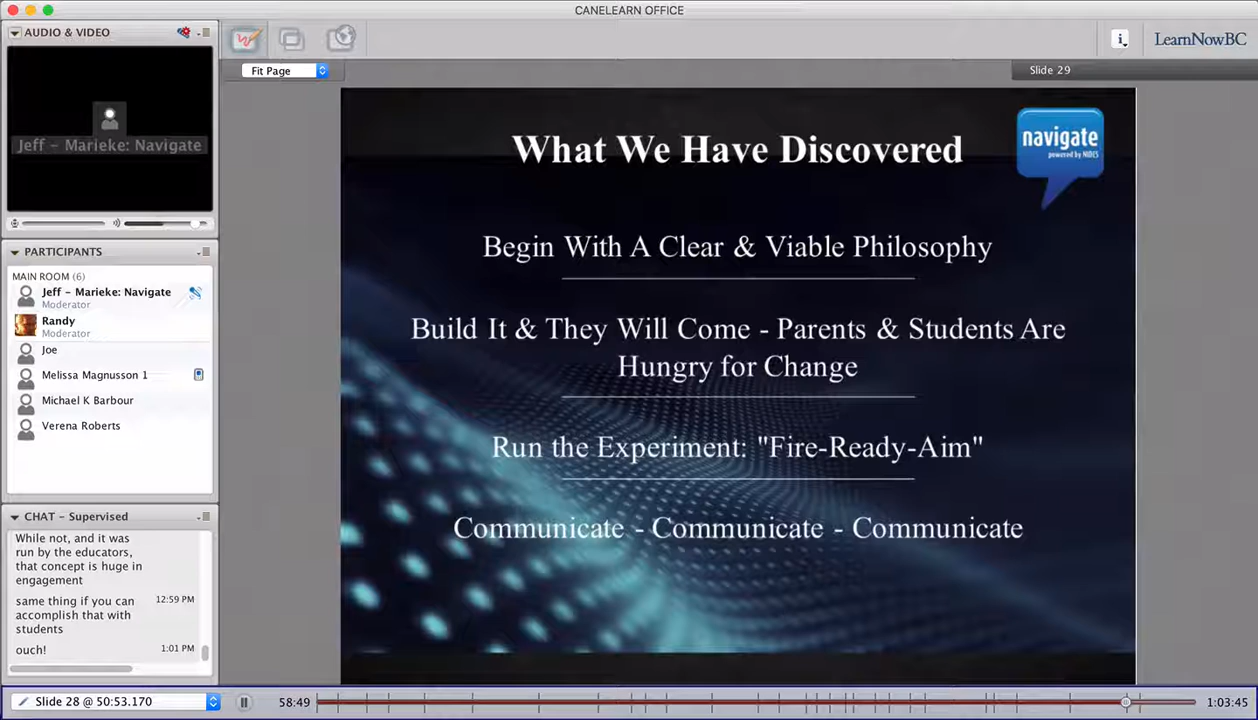 CANELEARN OFFICE
AUDIO & VIDEO
Jeff - Marieke: Navigate
PARTICIPANTS
MAIN ROOM (6)
Jeff - Marieke: Navigate
Moderator
Randy
Moderator
Joe
Melissa Magnusson 1
Michael K Barbour
Verena Roberts
CHAT - Supervised
While not, and it was
run by the educators,
that concept is huge in
engagement
same thing if you can 12:59 PM
accomplish that with
students
ouch! 1:01 PM
Fit Page
i
LearnNowBC
Slide 29
What We Have Discovered
navigate
powered by NIDES
Begin With A Clear & Viable Philosophy
Build It & They Will Come - Parents & Students Are
Hungry for Change
Run the Experiment: "Fire-Ready-Aim"
Communicate - Communicate - Communicate
Slide 28 @ 50:53.170
58:49
1:03:45